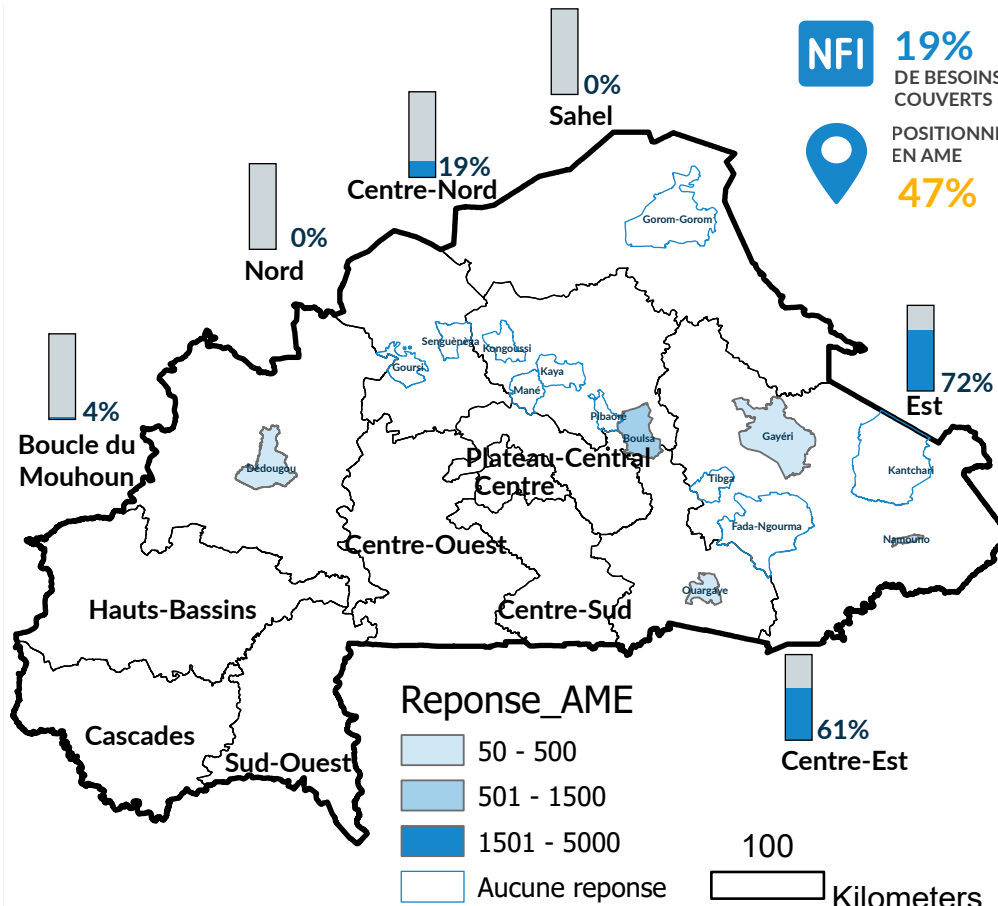 0%
Sahel
NFI
19%
DE BESOINS
COUVERTS
POSITIONNE
EN AME
47%
19%
Centre-Nord
0%
Nord
Gorom-Gorom
4%
Boucle du
Mouhoun
72%
Est
Senguènèga
Kongoussi
Goursi
Kaya
Mané
Pibaoré
Boulsa
Gayéri
Plateau-Central
Centre
Dédougou
Tibga
Kantchari
Fada-Ngourma
Namouno
Centre-Ouest
Ouargaye
Hauts-Bassins
Centre-Sud
Cascades
Sud-Ouest
61%
Centre-Est
Reponse_AME
50 - 500
501 - 1500
1501 - 5000
Aucune reponse
100
Kilometers